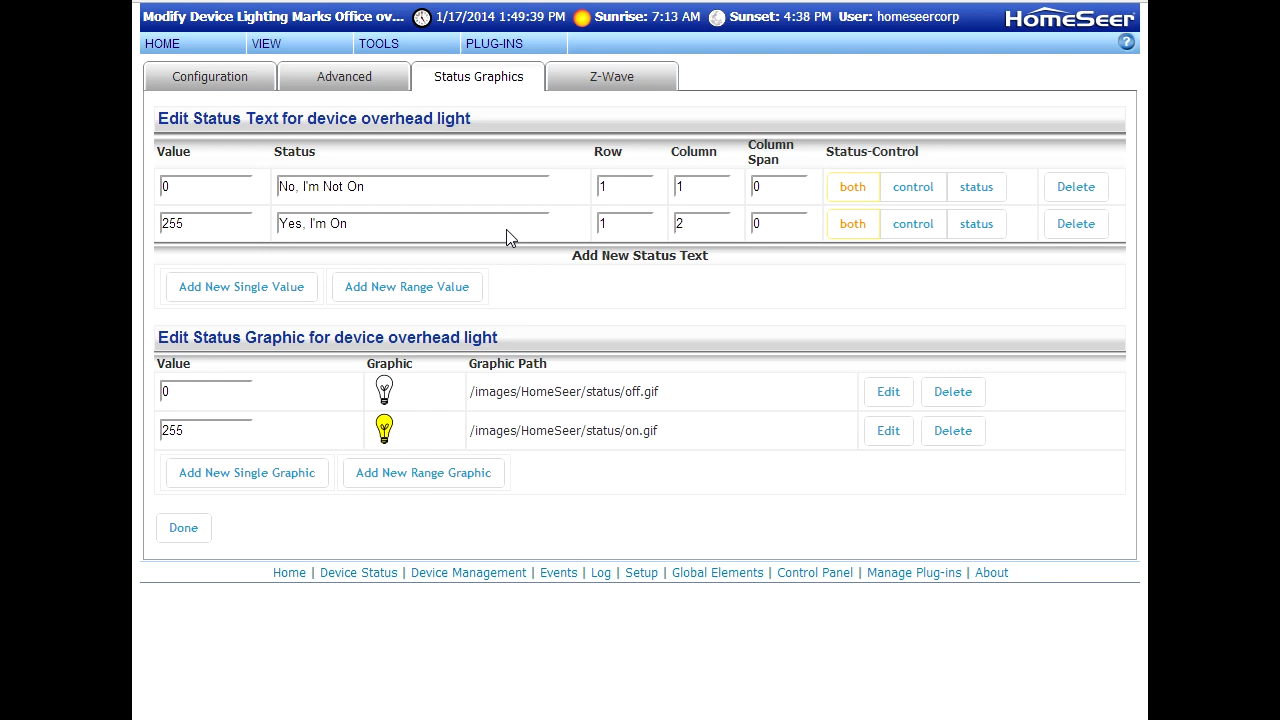 Modify Device Lighting Marks Office ov... 1/17/2014 1:49:39 PM Sunrise: 7:13 AM Sunset: 4:38 PM User: homeseercorp HomeSeer
HOME VIEW TOOLS PLUG-INS ?
Configuration Advanced Status Graphics Z-Wave
Edit Status Text for device overhead light
Value Status Row Column Column Span Status-Control
0 No, I'm Not On 1 1 0 both control status Delete
255 Yes, I'm On 1 2 0 both control status Delete
Add New Status Text
Add New Single Value Add New Range Value
Edit Status Graphic for device overhead light
Value Graphic Graphic Path
0 /images/HomeSeer/status/off.gif Edit Delete
255 /images/HomeSeer/status/on.gif Edit Delete
Add New Single Graphic Add New Range Graphic
Done
Home | Device Status | Device Management | Events | Log | Setup | Global Elements | Control Panel | Manage Plug-ins | About